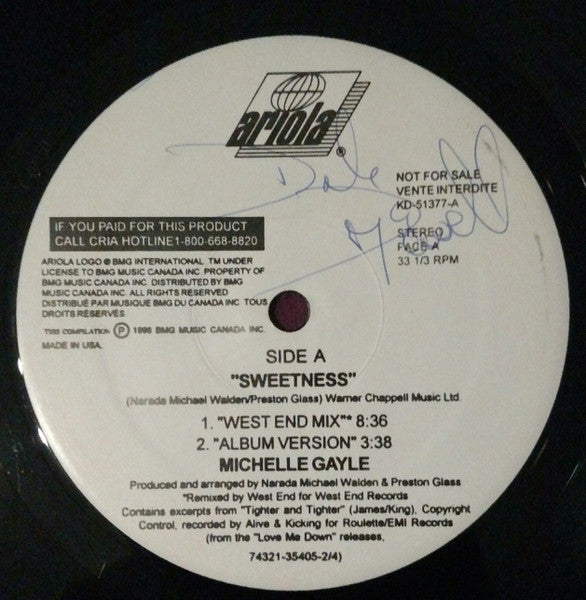 ariola
®
Dale
NOT FOR SALE
VENTE INTERDITE
KD-51377-A
STEREO
FACE A
33 1/3 RPM
IF YOU PAID FOR THIS PRODUCT
CALL CRIA HOTLINE 1-800-668-8820
ARIOLA LOGO ® BMG INTERNATIONAL TM UNDER
LICENSE TO BMG MUSIC CANADA INC. PROPERTY OF
BMG MUSIC CANADA INC. DISTRIBUTED BY BMG
MUSIC CANADA INC. ALL RIGHTS RESERVED
DISTRIBUÉ PAR MUSIQUE BMG DU CANADA INC. TOUS
DROITS RÉSERVÉS
THIS COMPILATION Ⓟ 1996 BMG MUSIC CANADA INC.
MADE IN USA.
SIDE A
"SWEETNESS"
(Narada Michael Walden/Preston Glass) Warner Chappell Music Ltd.
1. "WEST END MIX"* 8:36
2. "ALBUM VERSION" 3:38
MICHELLE GAYLE
Produced and arranged by Narada Michael Walden & Preston Glass
*Remixed by West End for West End Records
Contains excerpts from "Tighter and Tighter" (James/King), Copyright
Control, recorded by Alive & Kicking for Roulette/EMI Records
(from the "Love Me Down" releases,
74321-35405-2/4)